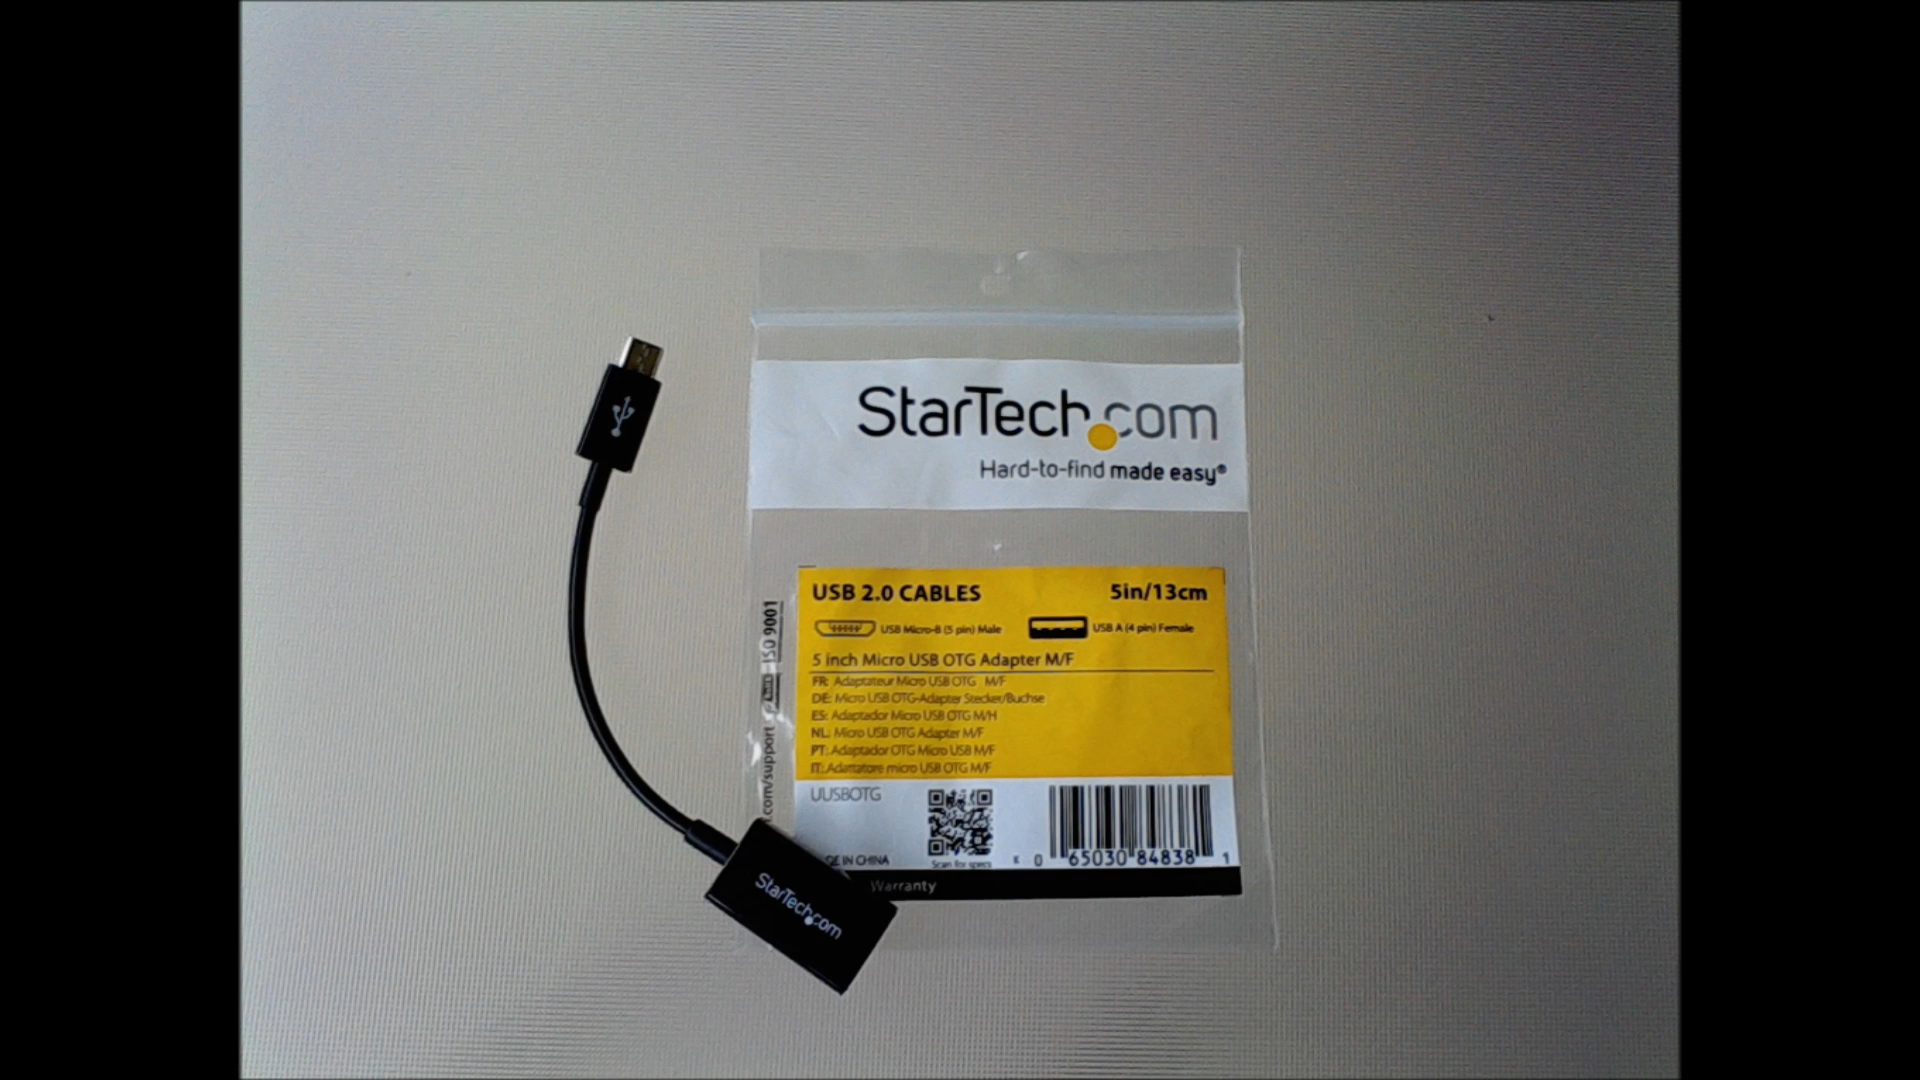 StarTech.com
Hard-to-find made easy®
USB 2.0 CABLES 5in/13cm
USB Micro-B (5 pin) Male USB A (4 pin) Female
5 inch Micro USB OTG Adapter M/F
FR: Adaptateur Micro USB OTG M/F
DE: Micro USB OTG-Adapter Stecker/Buchse
ES: Adaptador Micro USB OTG M/H
NL: Micro USB OTG Adapter M/F
PT: Adaptador OTG Micro USB M/F
IT: Adattatore micro USB OTG M/F
UUSBOTG
DE IN CHINA
Scan for specs
K 0 65030 84838 1
Warranty
.com/support
ISO 9001
StarTech.com